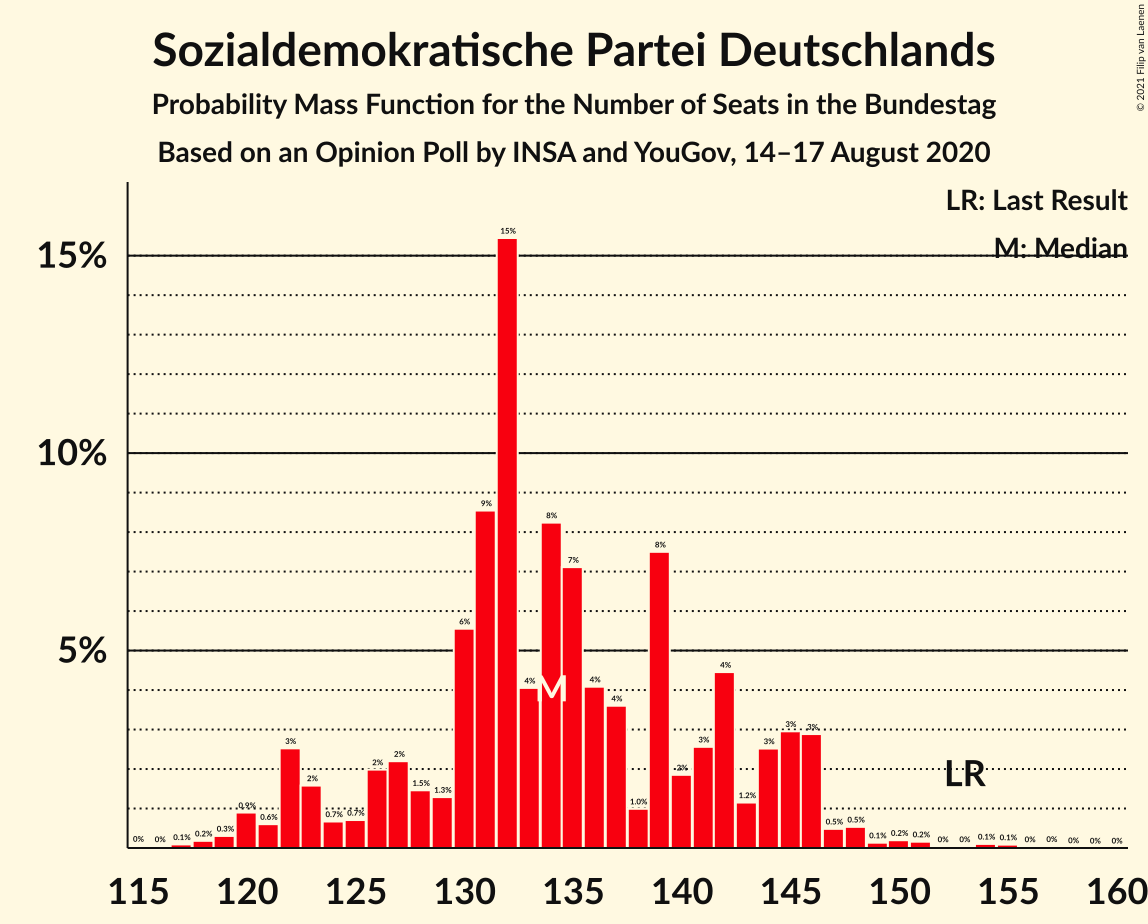 Sozialdemokratische Partei Deutschlands
Probability Mass Function for the Number of Seats in the Bundestag
Based on an Opinion Poll by INSA and YouGov, 14–17 August 2020
© 2021 Filip van Laenen
LR: Last Result
M: Median
15%
10%
5%
0% 0% 0.1% 0.2% 0.3% 0.9% 0.6% 3% 2% 0.7% 0.7% 2% 2% 1.5% 1.3% 6% 9% 15% 4% 8% 7% 4% 4% 1.0% 8% 2% 3% 4% 1.2% 3% 3% 3% 0.5% 0.5% 0.1% 0.2% 0.2% 0% 0% 0.1% 0.1% 0% 0% 0% 0% 0%
M
LR
115 120 125 130 135 140 145 150 155 160